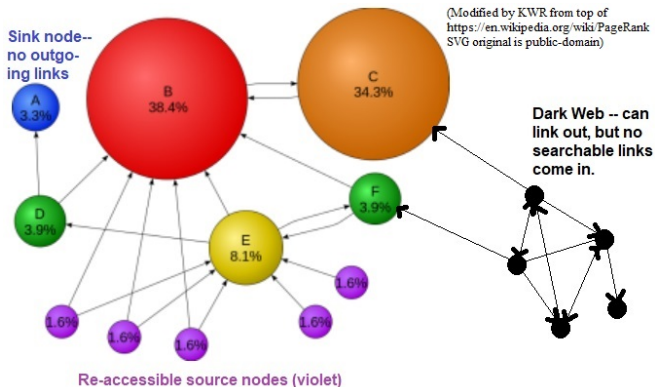 Sink node--
no outgo-
ing links
(Modified by KWR from top of
https://en.wikipedia.org/wiki/PageRank
SVG original is public-domain)
B
38.4%
C
34.3%
A
3.3%
Dark Web -- can
link out, but no
searchable links
come in.
D
3.9%
F
3.9%
E
8.1%
1.6%
1.6%
1.6%
1.6%
1.6%
Re-accessible source nodes (violet)